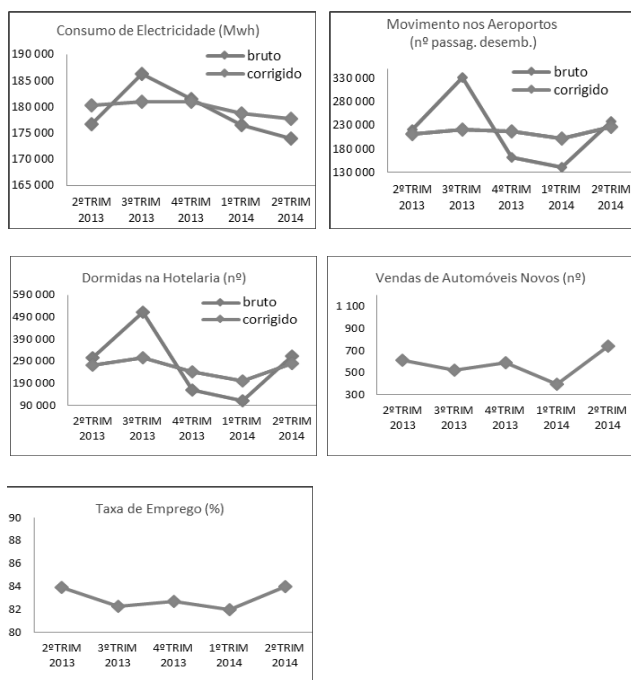 Consumo de Electricidade (Mwh)
190 000
185 000
180 000
175 000
170 000
165 000
bruto
corrigido
2ºTRIM 3ºTRIM 4ºTRIM 1ºTRIM 2ºTRIM
2013 2013 2013 2014 2014
Movimento nos Aeroportos
(nº passag. desemb.)
330 000
280 000
230 000
180 000
130 000
bruto
corrigido
2ºTRIM 3ºTRIM 4ºTRIM 1ºTRIM 2ºTRIM
2013 2013 2013 2014 2014
Dormidas na Hotelaria (nº)
590 000
490 000
390 000
290 000
190 000
90 000
bruto
corrigido
2ºTRIM 3ºTRIM 4ºTRIM 1ºTRIM 2ºTRIM
2013 2013 2013 2014 2014
Vendas de Automóveis Novos (nº)
1 100
900
700
500
300
2ºTRIM 3ºTRIM 4ºTRIM 1ºTRIM 2ºTRIM
2013 2013 2013 2014 2014
Taxa de Emprego (%)
90
88
86
84
82
80
2ºTRIM 3ºTRIM 4ºTRIM 1ºTRIM 2ºTRIM
2013 2013 2013 2014 2014